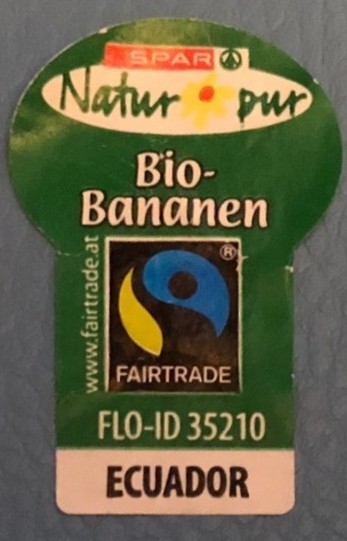 SPAR
Natur pur
Bio-
Bananen
www.fairtrade.at
®
FAIRTRADE
FLO-ID 35210
ECUADOR